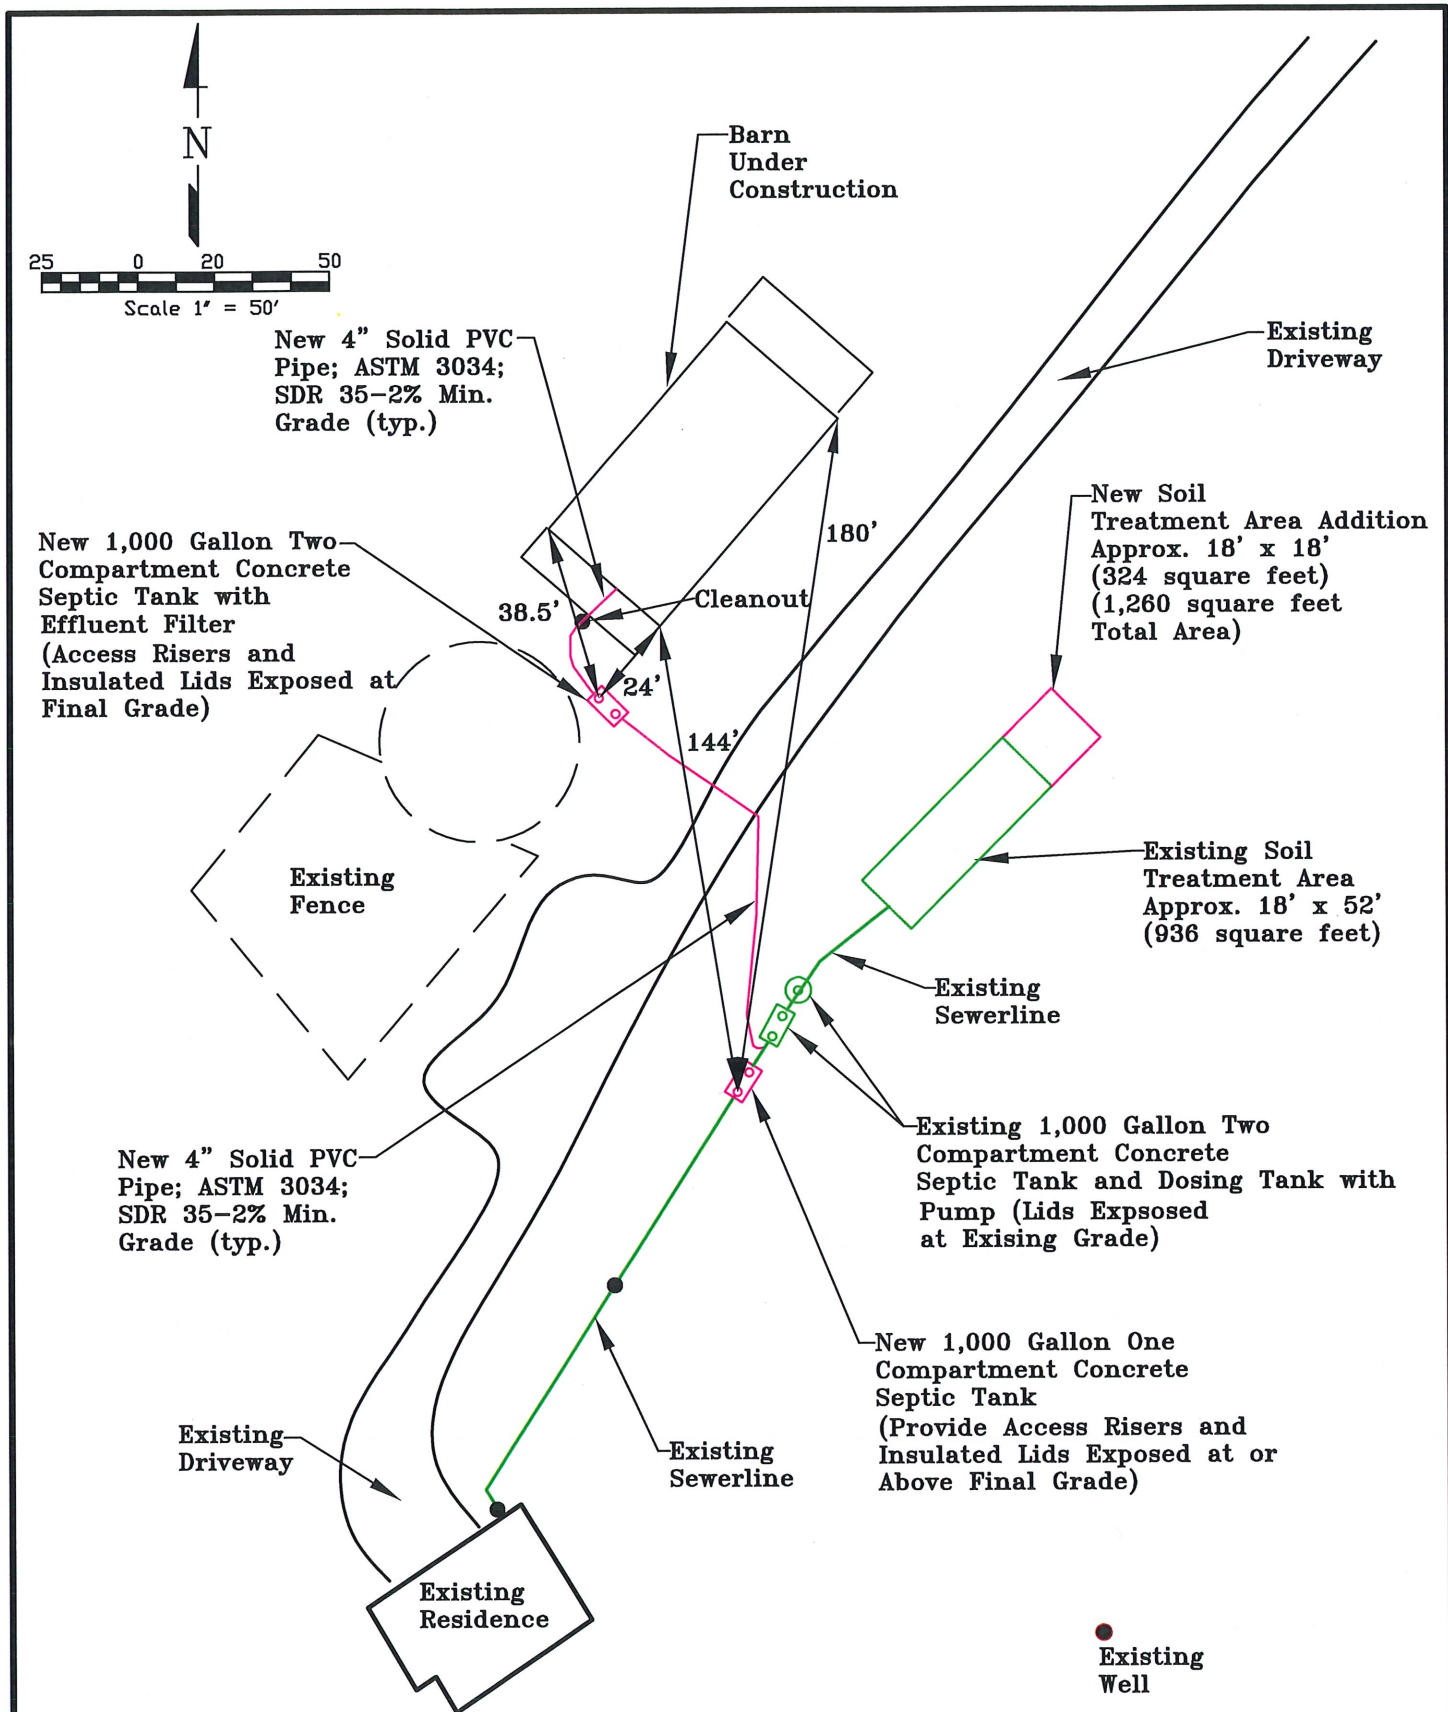 N
25 0 20 50
Scale 1" = 50'
Barn
Under
Construction
New 4" Solid PVC
Pipe; ASTM 3034;
SDR 35-2% Min.
Grade (typ.)
Existing
Driveway
New Soil
Treatment Area Addition
Approx. 18' x 18'
(324 square feet)
(1,260 square feet
Total Area)
180'
New 1,000 Gallon Two
Compartment Concrete
Septic Tank with
Effluent Filter
(Access Risers and
Insulated Lids Exposed at
Final Grade)
38.5'
Cleanout
24'
144'
Existing
Fence
Existing Soil
Treatment Area
Approx. 18' x 52'
(936 square feet)
Existing
Sewerline
New 4" Solid PVC
Pipe; ASTM 3034;
SDR 35-2% Min.
Grade (typ.)
Existing 1,000 Gallon Two
Compartment Concrete
Septic Tank and Dosing Tank with
Pump (Lids Expsosed
at Exising Grade)
New 1,000 Gallon One
Compartment Concrete
Septic Tank
(Provide Access Risers and
Insulated Lids Exposed at or
Above Final Grade)
Existing
Driveway
Existing
Sewerline
Existing
Residence
Existing
Well